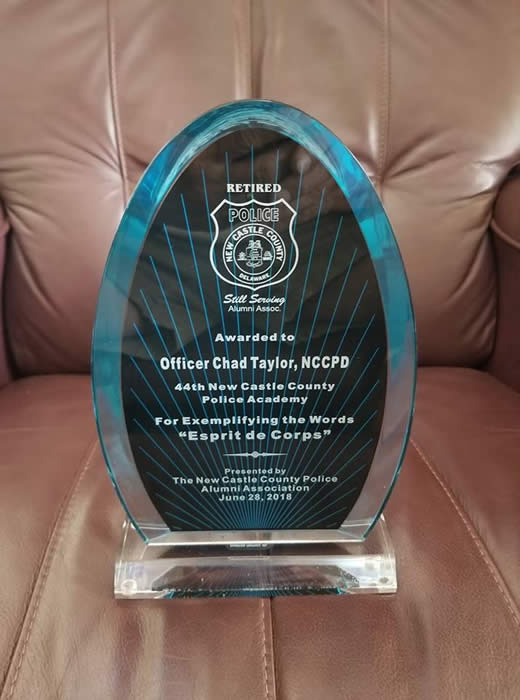 RETIRED
POLICE
NEW CASTLE COUNTY
DELAWARE
Still Serving
Alumni Assoc.
Awarded to
Officer Chad Taylor, NCCPD
44th New Castle County
Police Academy
For Exemplifying the Words
“Esprit de Corps”
Presented by
The New Castle County Police
Alumni Association
June 28, 2018